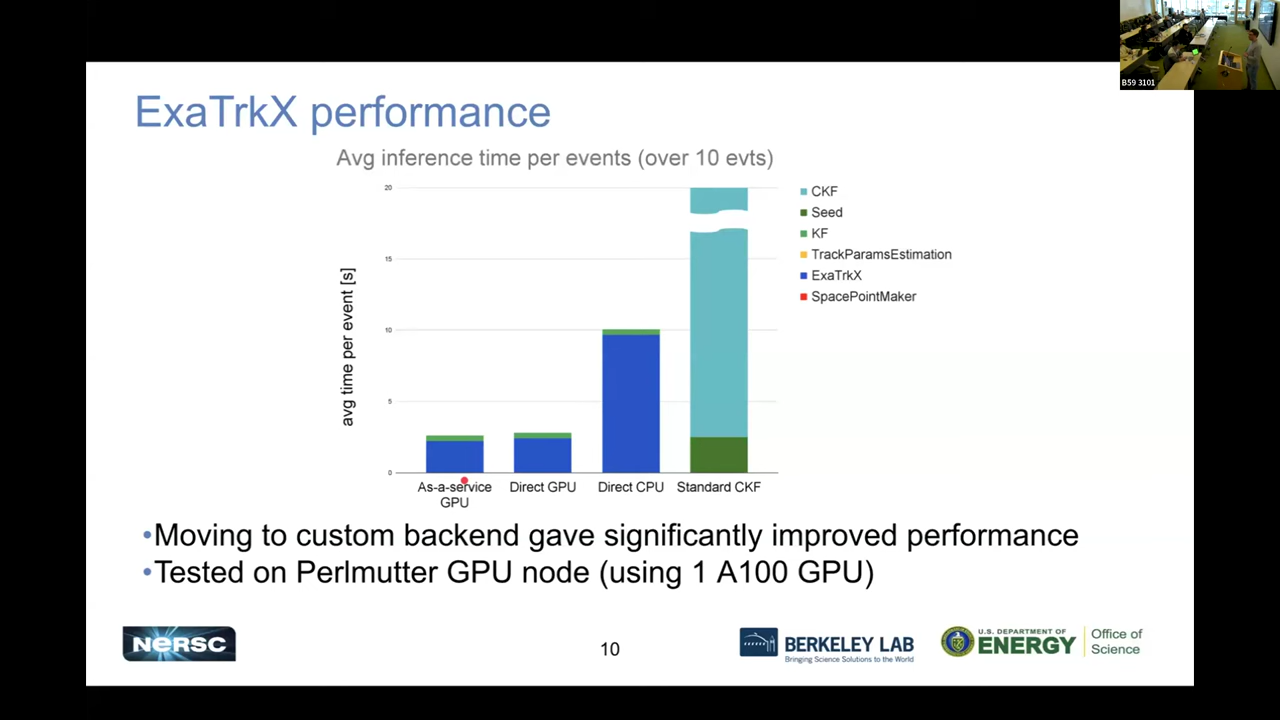 B59 3101
ExaTrkX performance
Avg inference time per events (over 10 evts)
avg time per event [s]
20
15
10
5
0
As-a-service
GPU
Direct GPU
Direct CPU
Standard CKF
CKF
Seed
KF
TrackParamsEstimation
ExaTrkX
SpacePointMaker
•Moving to custom backend gave significantly improved performance
•Tested on Perlmutter GPU node (using 1 A100 GPU)
NERSC
10
BERKELEY LAB
Bringing Science Solutions to the World
U.S. DEPARTMENT OF
ENERGY
Office of
Science